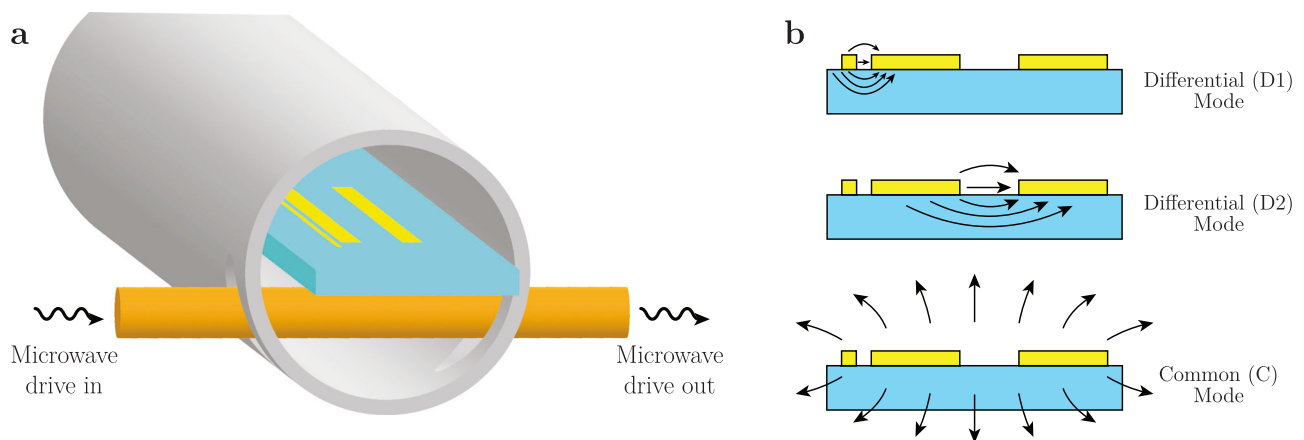 a
Microwave
drive in
Microwave
drive out
b
Differential (D1)
Mode
Differential (D2)
Mode
Common (C)
Mode